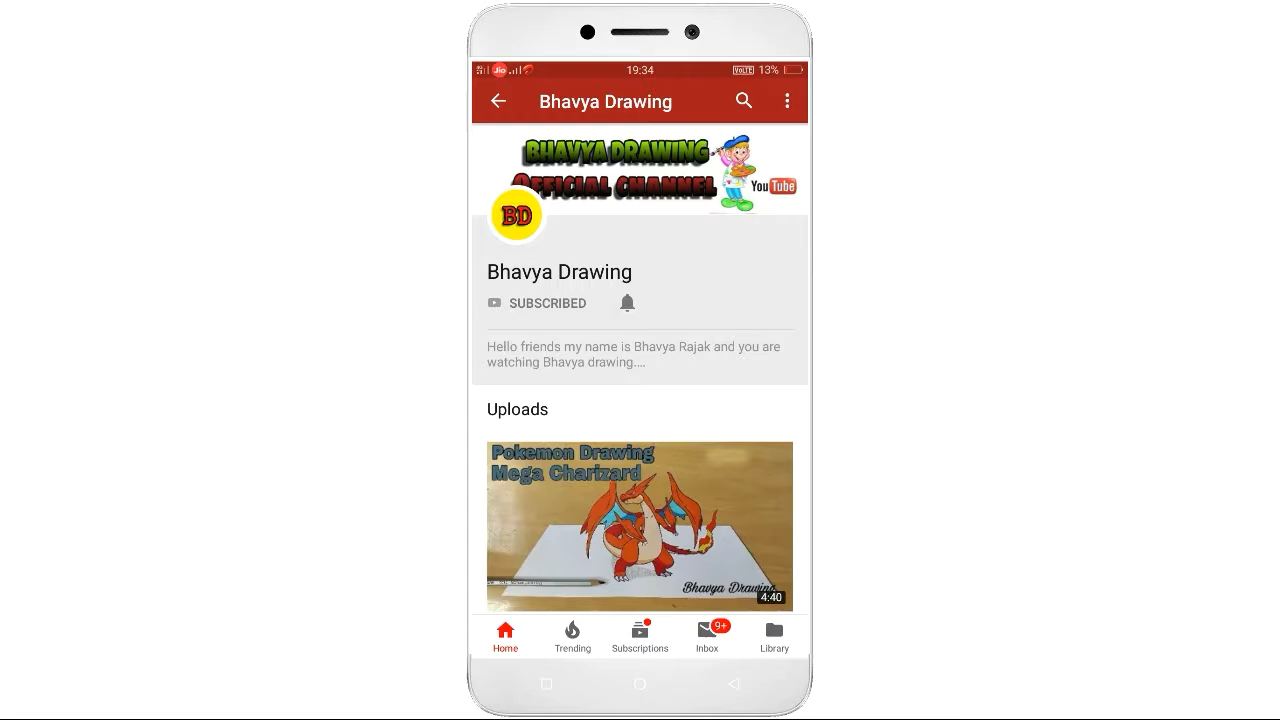 Jio
19:34
VoLTE 13%
Bhavya Drawing
BHAVYA DRAWING
OFFICIAL CHANNEL
YouTube
BD
Bhavya Drawing
SUBSCRIBED
Hello friends my name is Bhavya Rajak and you are
watching Bhavya drawing....
Uploads
Pokemon Drawing
Mega Charizard
Bhavya Drawing
4:40
9+
Home Trending Subscriptions Inbox Library